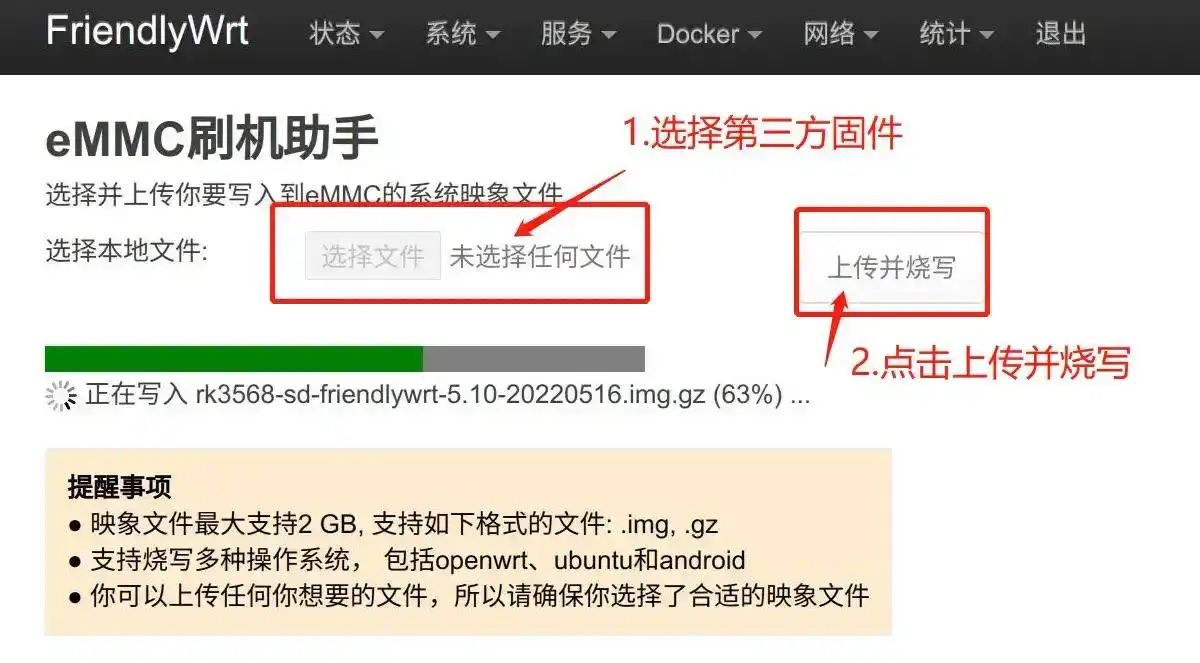 FriendlyWrt 状态 系统 服务 Docker 网络 统计 退出
eMMC刷机助手
1.选择第三方固件
选择并上传你要写入到eMMC的系统映象文件
选择本地文件: 选择文件 未选择任何文件 上传并烧写
2.点击上传并烧写
正在写入 rk3568-sd-friendlywrt-5.10-20220516.img.gz (63%) ...
提醒事项
● 映象文件最大支持2 GB, 支持如下格式的文件: .img, .gz
● 支持烧写多种操作系统， 包括openwrt、ubuntu和android
● 你可以上传任何你想要的文件，所以请确保你选择了合适的映象文件